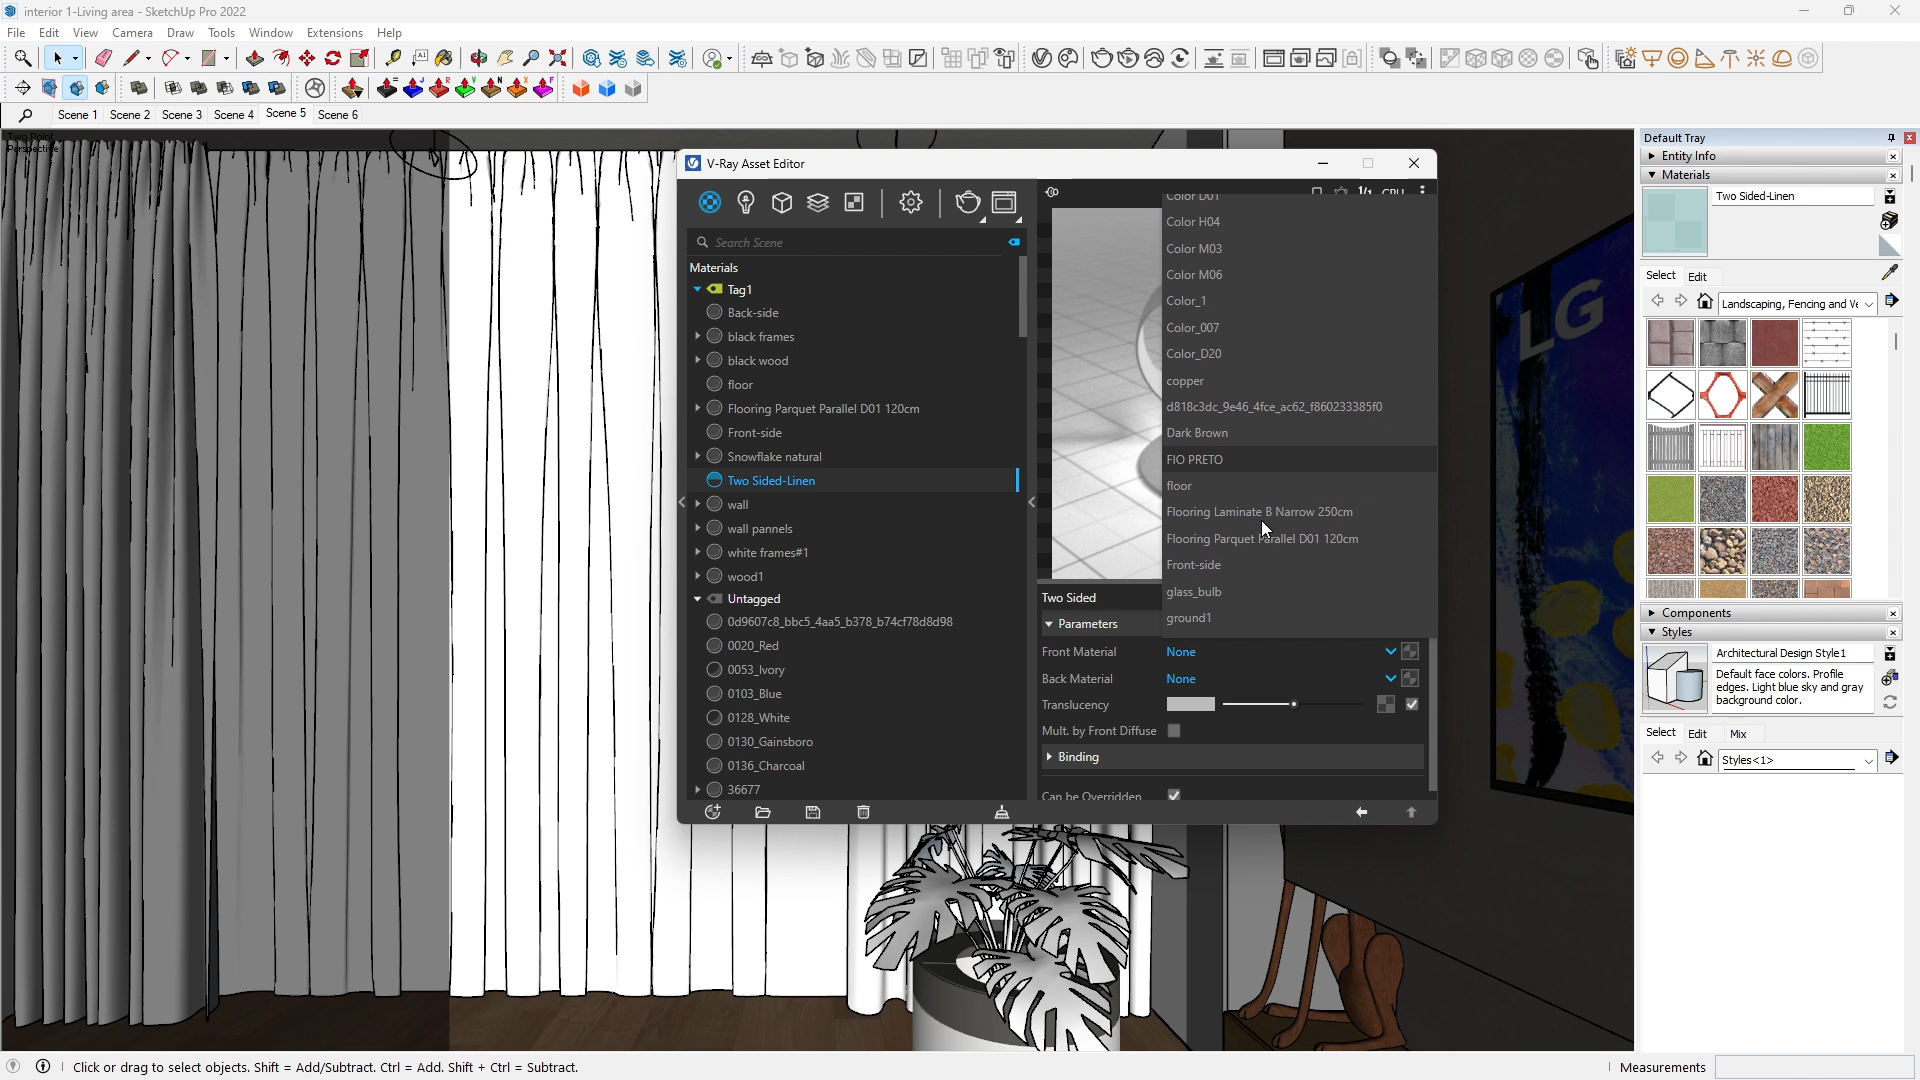 interior 1-Living area - SketchUp Pro 2022
File Edit View Camera Draw Tools Window Extensions Help
Scene 1 Scene 2 Scene 3 Scene 4 Scene 5 Scene 6
Two Point
Perspective
V-Ray Asset Editor
Search Scene
Materials
Tag1
Back-side
black frames
black wood
floor
Flooring Parquet Parallel D01 120cm
Front-side
Snowflake natural
Two Sided-Linen
wall
wall pannels
white frames#1
wood1
Untagged
0d9607c8_bbc5_4aa5_b378_b74cf78d8d98
0020_Red
0053_Ivory
0103_Blue
0128_White
0130_Gainsboro
0136_Charcoal
36677
1/1 CPU
Color D01
Color H04
Color M03
Color M06
Color_1
Color_007
Color_D20
copper
d818c3dc_9e46_4fce_ac62_f860233385f0
Dark Brown
FIO PRETO
floor
Flooring Laminate B Narrow 250cm
Flooring Parquet Parallel D01 120cm
Front-side
glass_bulb
ground1
Two Sided
Parameters
Front Material None
Back Material None
Translucency
Mult. by Front Diffuse
Binding
Can be Overridden
LG
Default Tray
Entity Info
Materials
Two Sided-Linen
Select Edit
Landscaping, Fencing and Ve
Components
Styles
Architectural Design Style1
Default face colors. Profile
edges. Light blue sky and gray
background color.
Select Edit Mix
Styles<1>
Click or drag to select objects. Shift = Add/Subtract. Ctrl = Add. Shift + Ctrl = Subtract.
Measurements